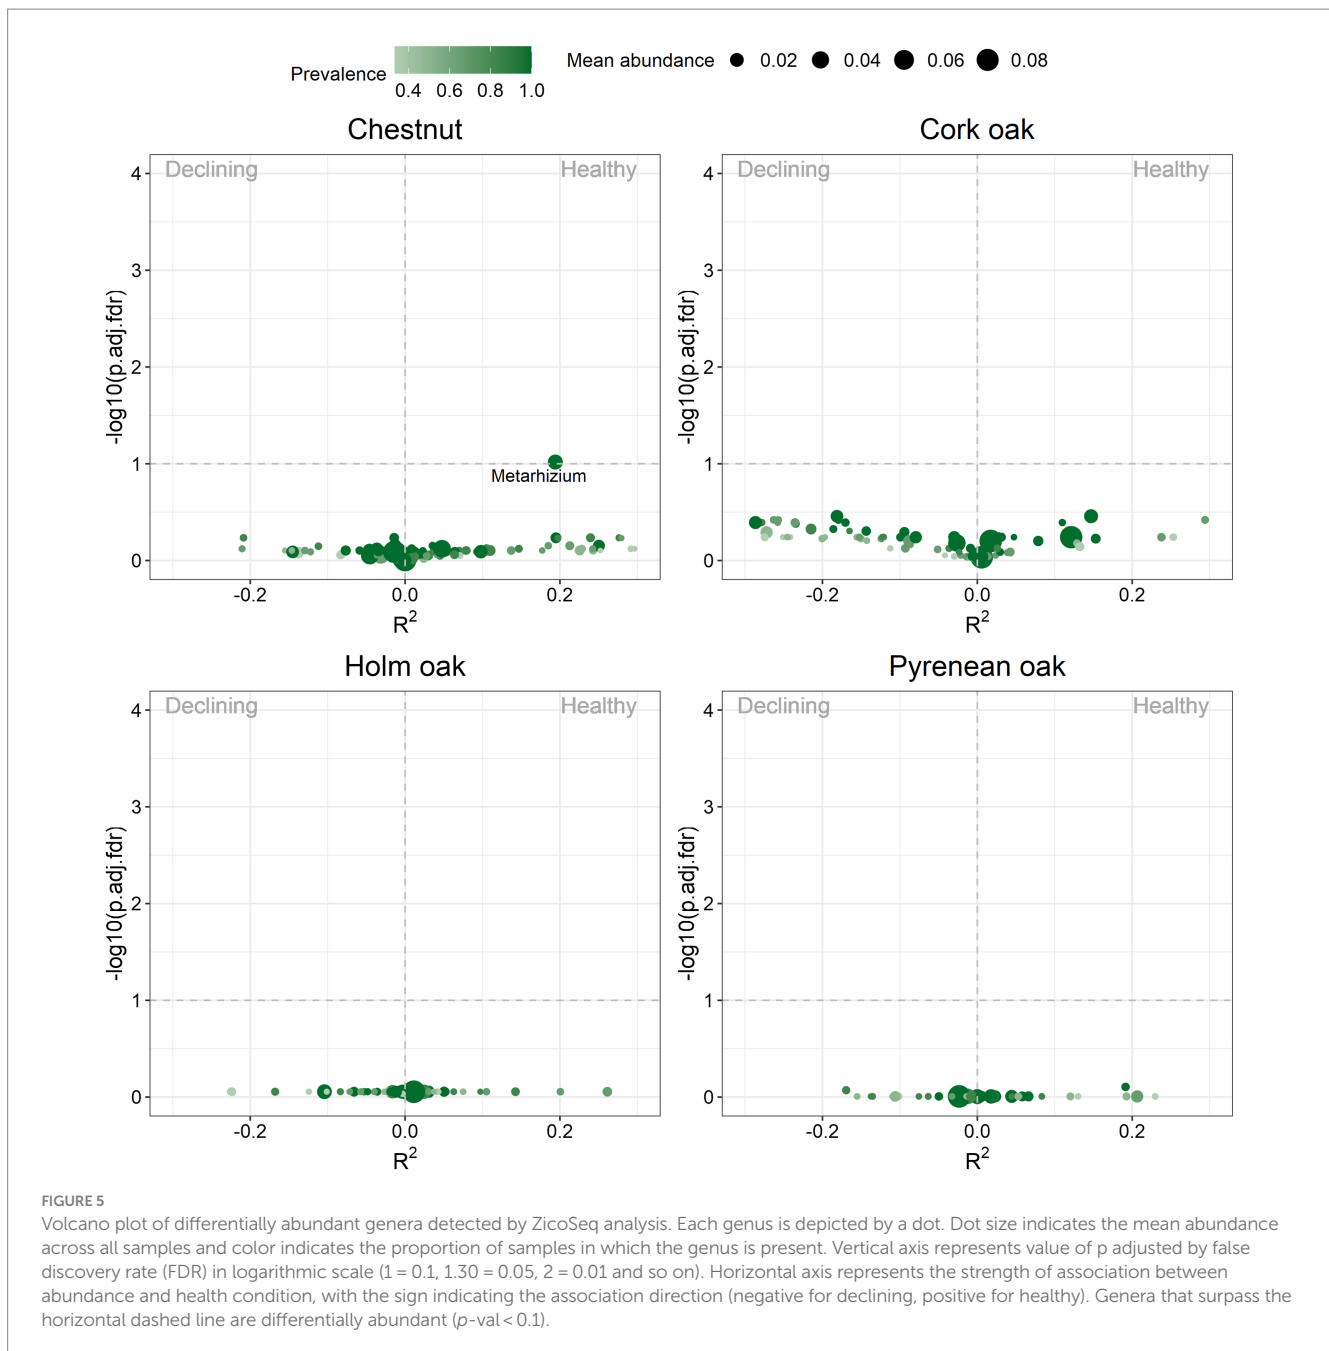 Prevalence
0.4 0.6 0.8 1.0
Mean abundance 0.02 0.04 0.06 0.08
Chestnut
Declining Healthy
4
3
2
1
0
-log10(p.adj.fdr)
Metarhizium
-0.2 0.0 0.2
R²
Cork oak
Declining Healthy
4
3
2
1
0
-log10(p.adj.fdr)
-0.2 0.0 0.2
R²
Holm oak
Declining Healthy
4
3
2
1
0
-log10(p.adj.fdr)
-0.2 0.0 0.2
R²
Pyrenean oak
Declining Healthy
4
3
2
1
0
-log10(p.adj.fdr)
-0.2 0.0 0.2
R²
FIGURE 5
Volcano plot of differentially abundant genera detected by ZicoSeq analysis. Each genus is depicted by a dot. Dot size indicates the mean abundance
across all samples and color indicates the proportion of samples in which the genus is present. Vertical axis represents value of p adjusted by false
discovery rate (FDR) in logarithmic scale (1 = 0.1, 1.30 = 0.05, 2 = 0.01 and so on). Horizontal axis represents the strength of association between
abundance and health condition, with the sign indicating the association direction (negative for declining, positive for healthy). Genera that surpass the
horizontal dashed line are differentially abundant (p-val < 0.1).